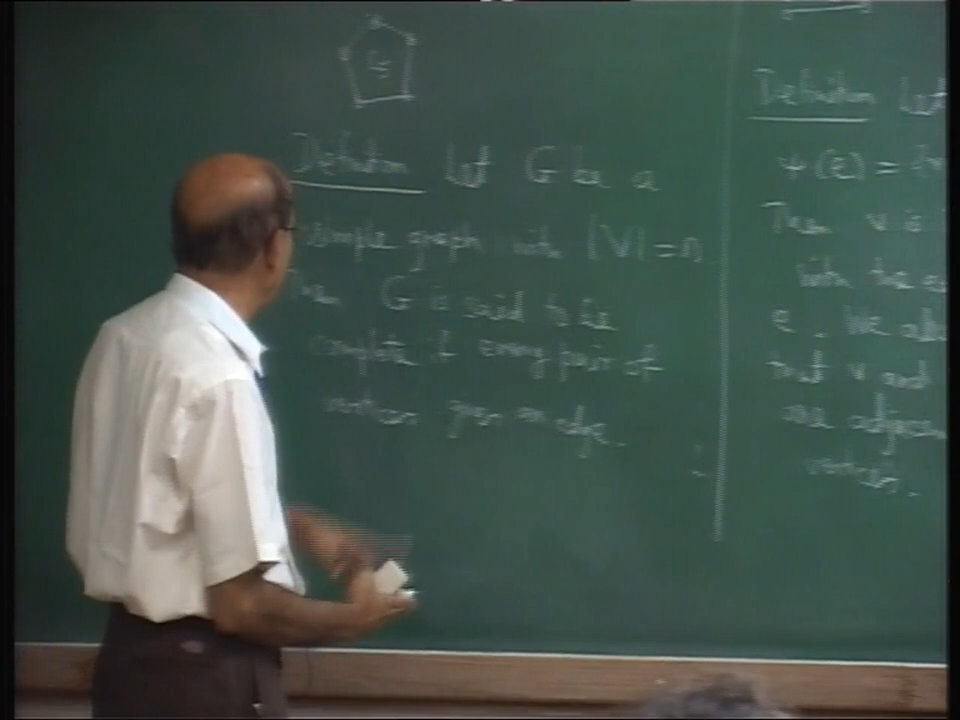 C5
Definition Let G be a
simple graph with |V| = n
Then G is said to be
complete if every pair of
vertices gives an edge.
Definition Let
ψ(e) =
Then v is
with the
e. We also
that v and
are
vertices.